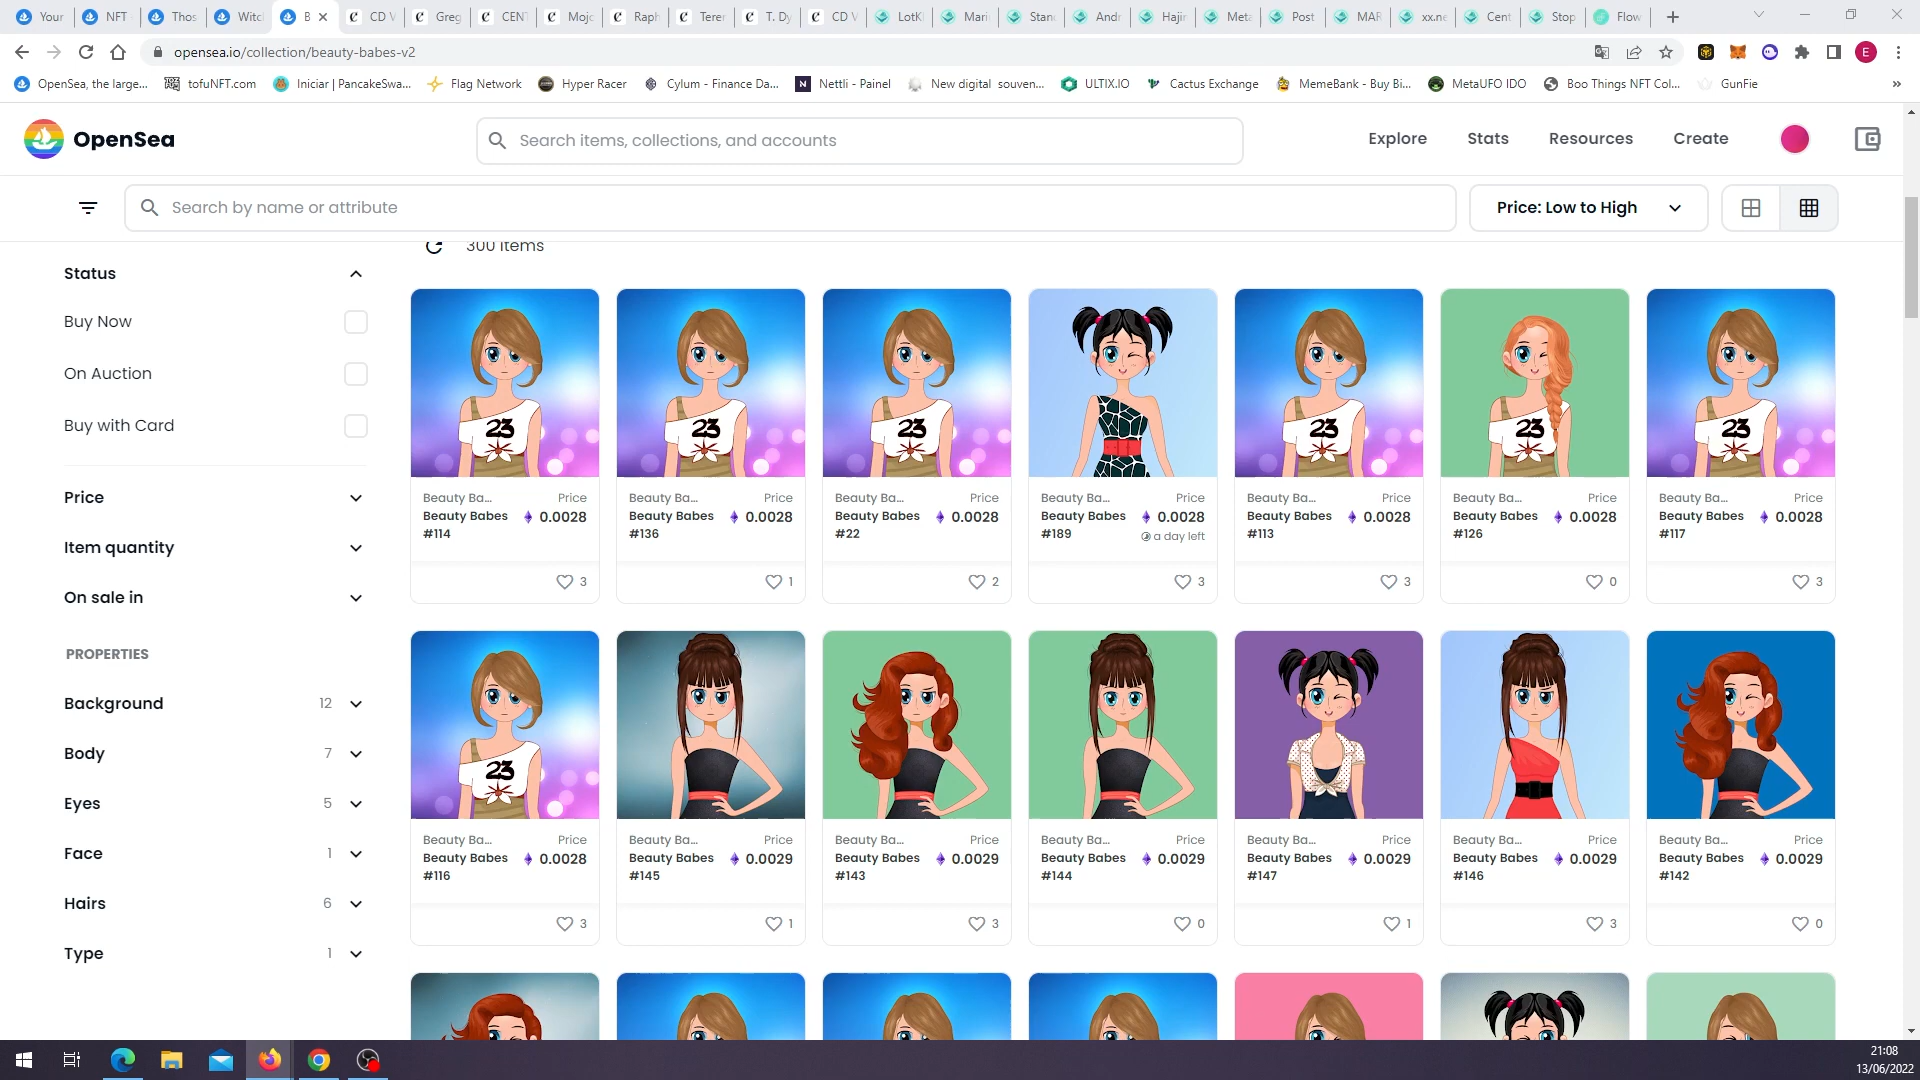 Your
NFT
Thos
Witc
B
CD V
Greg
CENT
Mojo
Raph
Terer
T. Dy
CD V
LotK
Mari
Stan
Andr
Hajir
Meta
Post
MAR
xx.ne
Cent
Stop
Flow
opensea.io/collection/beauty-babes-v2
E
OpenSea, the large...
tofuNFT.com
Iniciar | PancakeSwa...
Flag Network
Hyper Racer
Cylum - Finance Da...
Nettli - Painel
New digital souven...
ULTIX.IO
Cactus Exchange
MemeBank - Buy Bi...
MetaUFO IDO
Boo Things NFT Col...
GunFie
OpenSea
Search items, collections, and accounts
Explore
Stats
Resources
Create
Search by name or attribute
Price: Low to High
300 items
Status
Buy Now
On Auction
Buy with Card
Price
Item quantity
On sale in
PROPERTIES
Background 12
Body 7
Eyes 5
Face 1
Hairs 6
Type 1
23
23
23
23
23
23
Beauty Ba... Price
Beauty Babes 0.0028
#114
3
Beauty Ba... Price
Beauty Babes 0.0028
#136
1
Beauty Ba... Price
Beauty Babes 0.0028
#22
2
Beauty Ba... Price
Beauty Babes 0.0028
#189 a day left
3
Beauty Ba... Price
Beauty Babes 0.0028
#113
3
Beauty Ba... Price
Beauty Babes 0.0028
#126
0
Beauty Ba... Price
Beauty Babes 0.0028
#117
3
23
Beauty Ba... Price
Beauty Babes 0.0028
#116
3
Beauty Ba... Price
Beauty Babes 0.0029
#145
1
Beauty Ba... Price
Beauty Babes 0.0029
#143
3
Beauty Ba... Price
Beauty Babes 0.0029
#144
0
Beauty Ba... Price
Beauty Babes 0.0029
#147
1
Beauty Ba... Price
Beauty Babes 0.0029
#146
3
Beauty Ba... Price
Beauty Babes 0.0029
#142
0
21:08
13/06/2022